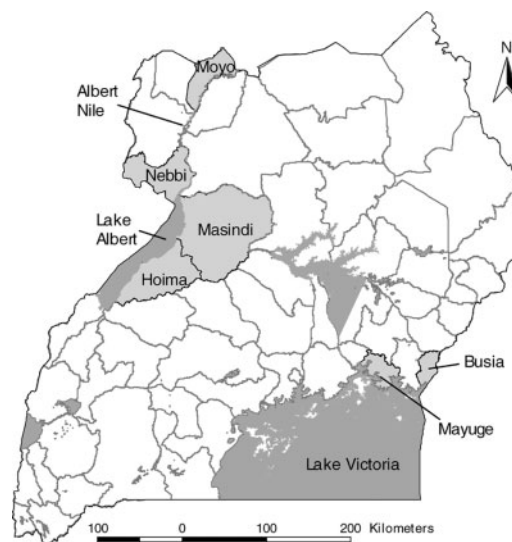 N
Moyo
Albert
Nile
Nebbi
Lake
Albert
Masindi
Hoima
Busia
Mayuge
Lake Victoria
100 0 100 200 Kilometers